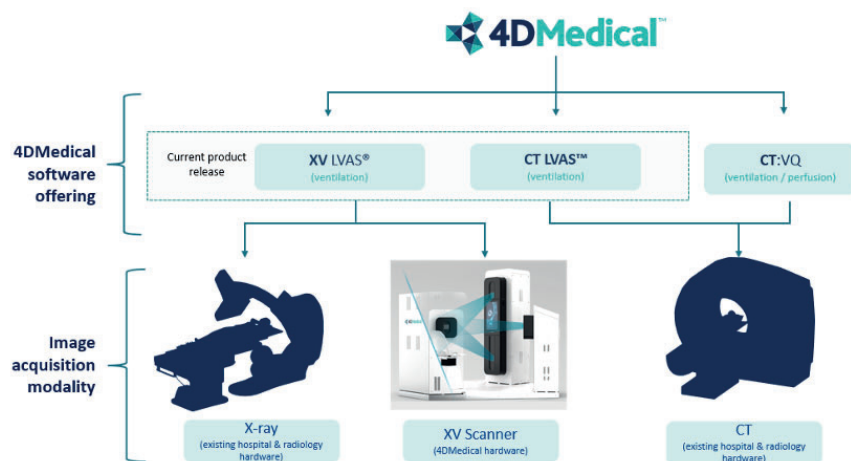 4DMedical™
4DMedical
software
offering
Current product
release
XV LVAS®
(ventilation)
CT LVAS™
(ventilation)
CT:VQ
(ventilation / perfusion)
Image
acquisition
modality
X-ray
(existing hospital & radiology
hardware)
XV Scanner
(4DMedical hardware)
CT
(existing hospital & radiology
hardware)